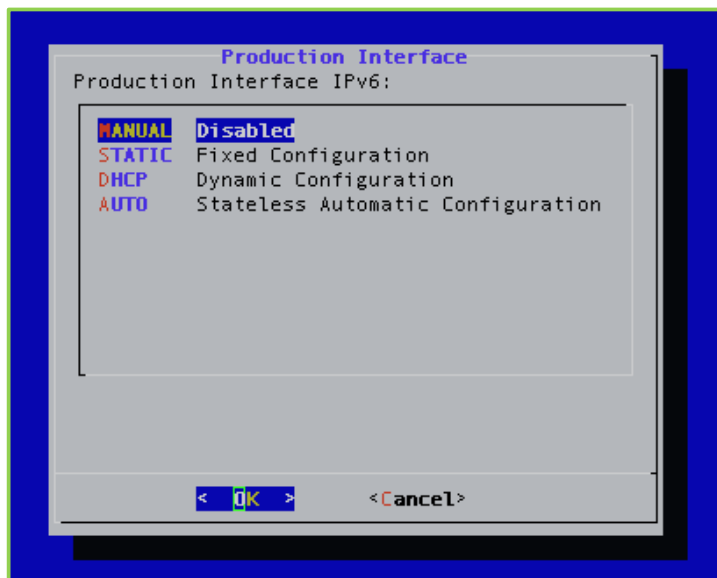 Production Interface
Production Interface IPv6:
MANUAL Disabled
STATIC Fixed Configuration
DHCP Dynamic Configuration
AUTO Stateless Automatic Configuration
< OK > <Cancel>